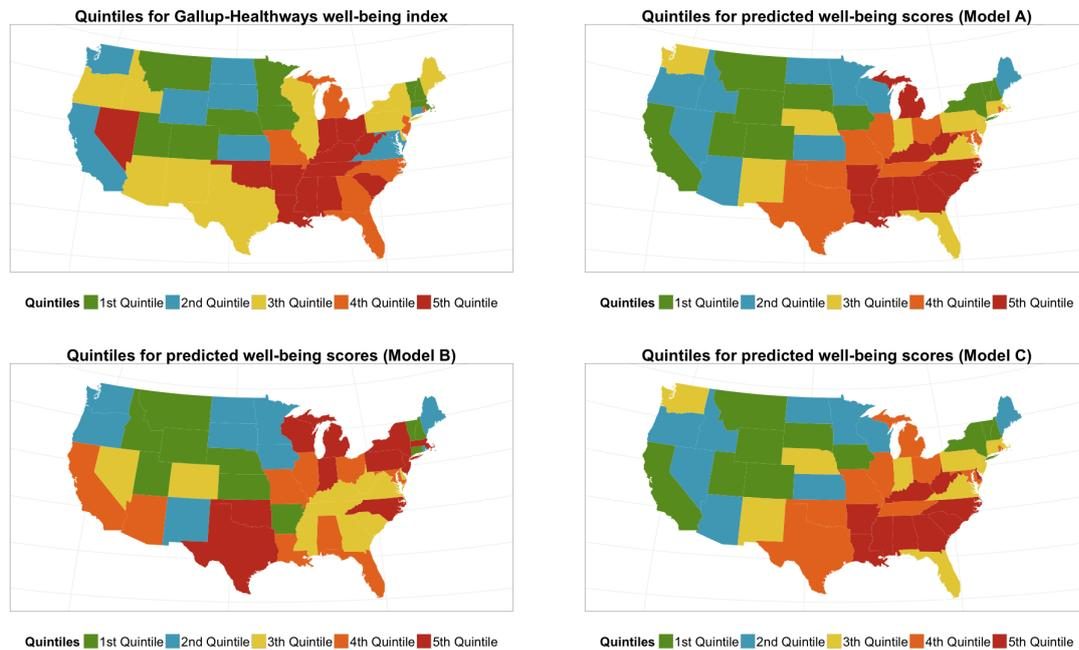 Quintiles for Gallup-Healthways well-being index
Quintiles 1st Quintile 2nd Quintile 3th Quintile 4th Quintile 5th Quintile
Quintiles for predicted well-being scores (Model A)
Quintiles 1st Quintile 2nd Quintile 3th Quintile 4th Quintile 5th Quintile
Quintiles for predicted well-being scores (Model B)
Quintiles 1st Quintile 2nd Quintile 3th Quintile 4th Quintile 5th Quintile
Quintiles for predicted well-being scores (Model C)
Quintiles 1st Quintile 2nd Quintile 3th Quintile 4th Quintile 5th Quintile